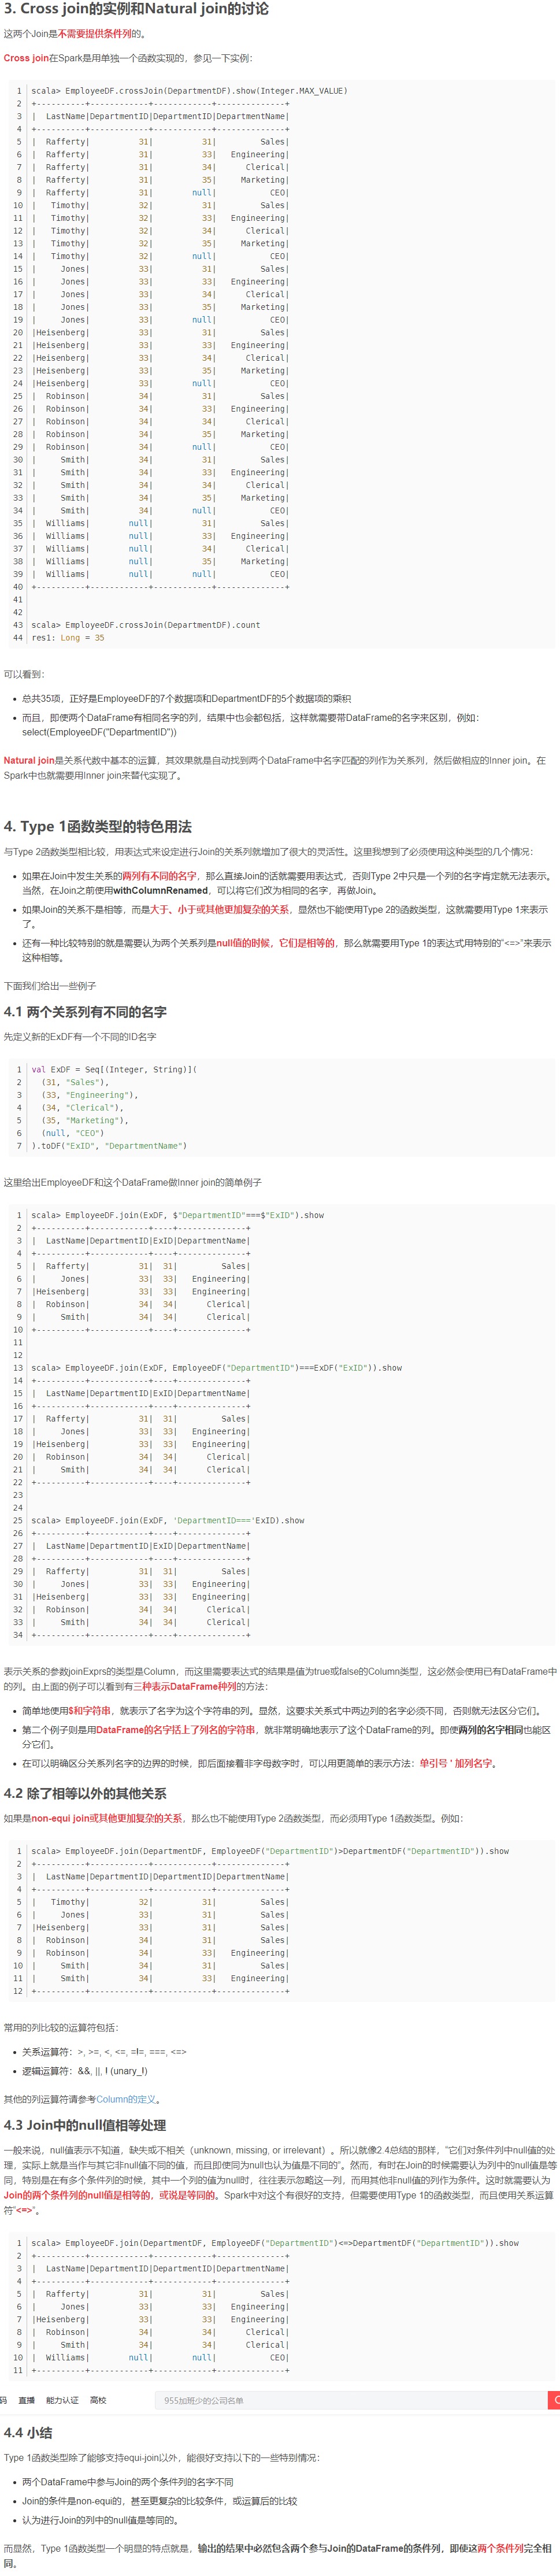 3. Cross join的实例和Natural join的讨论
这两个Join是不需要提供条件列的。
Cross join在Spark是用单独一个函数实现的，参见一下实例：
1 scala> EmployeeDF.crossJoin(DepartmentDF).show(Integer.MAX_VALUE)
2 +----------+------------+------------+--------------+
3 |  LastName|DepartmentID|DepartmentID|DepartmentName|
4 +----------+------------+------------+--------------+
5 |  Rafferty|          31|          31|         Sales|
6 |  Rafferty|          31|          33|   Engineering|
7 |  Rafferty|          31|          34|      Clerical|
8 |  Rafferty|          31|          35|     Marketing|
9 |  Rafferty|          31|        null|           CEO|
10 |   Timothy|          32|          31|         Sales|
11 |   Timothy|          32|          33|   Engineering|
12 |   Timothy|          32|          34|      Clerical|
13 |   Timothy|          32|          35|     Marketing|
14 |   Timothy|          32|        null|           CEO|
15 |     Jones|          33|          31|         Sales|
16 |     Jones|          33|          33|   Engineering|
17 |     Jones|          33|          34|      Clerical|
18 |     Jones|          33|          35|     Marketing|
19 |     Jones|          33|        null|           CEO|
20 |Heisenberg|          33|          31|         Sales|
21 |Heisenberg|          33|          33|   Engineering|
22 |Heisenberg|          33|          34|      Clerical|
23 |Heisenberg|          33|          35|     Marketing|
24 |Heisenberg|          33|        null|           CEO|
25 |  Robinson|          34|          31|         Sales|
26 |  Robinson|          34|          33|   Engineering|
27 |  Robinson|          34|          34|      Clerical|
28 |  Robinson|          34|          35|     Marketing|
29 |  Robinson|          34|        null|           CEO|
30 |     Smith|          34|          31|         Sales|
31 |     Smith|          34|          33|   Engineering|
32 |     Smith|          34|          34|      Clerical|
33 |     Smith|          34|          35|     Marketing|
34 |     Smith|          34|        null|           CEO|
35 |  Williams|        null|          31|         Sales|
36 |  Williams|        null|          33|   Engineering|
37 |  Williams|        null|          34|      Clerical|
38 |  Williams|        null|          35|     Marketing|
39 |  Williams|        null|        null|           CEO|
40 +----------+------------+------------+--------------+
41
42
43 scala> EmployeeDF.crossJoin(DepartmentDF).count
44 res1: Long = 35
可以看到：
• 总共35项，正好是EmployeeDF的7个数据项和DepartmentDF的5个数据项的乘积
• 而且，即使两个DataFrame有相同名字的列，结果中也会都包括，这样就需要带DataFrame的名字来区别，例如：
select(EmployeeDF("DepartmentID"))
Natural join是关系代数中基本的运算，其效果就是自动找到两个DataFrame中名字匹配的列作为关系列，然后做相应的Inner join。在
Spark中也就需要用Inner join来替代实现了。
4. Type 1函数类型的特色用法
与Type 2函数类型相比较，用表达式来设定进行Join的关系列就增加了很大的灵活性。这里我想到了必须使用这种类型的几个情况：
• 如果在Join中发生关系的两列有不同的名字，那么直接Join的话就需要用表达式，否则Type 2中只是一个列的名字肯定就无法表示。
当然，在Join之前使用withColumnRenamed，可以将它们改为相同的名字，再做Join。
• 如果Join的关系不是相等，而是大于、小于或其他更加复杂的关系，显然也不能使用Type 2的函数类型，这就需要用Type 1来表示
了。
• 还有一种比较特别的就是需要认为两个关系列是null值的时候，它们是相等的，那么就需要用Type 1的表达式用特别的"<=>"来表示
这种相等。
下面我们给出一些例子
4.1 两个关系列有不同的名字
先定义新的ExDF有一个不同的ID名字
1 val ExDF = Seq[(Integer, String)](
2   (31, "Sales"),
3   (33, "Engineering"),
4   (34, "Clerical"),
5   (35, "Marketing"),
6   (null, "CEO")
7 ).toDF("ExID", "DepartmentName")
这里给出EmployeeDF和这个DataFrame做Inner join的简单例子
1 scala> EmployeeDF.join(ExDF, $"DepartmentID"===$"ExID").show
2 +----------+------------+----+--------------+
3 |  LastName|DepartmentID|ExID|DepartmentName|
4 +----------+------------+----+--------------+
5 |  Rafferty|          31|  31|         Sales|
6 |     Jones|          33|  33|   Engineering|
7 |Heisenberg|          33|  33|   Engineering|
8 |  Robinson|          34|  34|      Clerical|
9 |     Smith|          34|  34|      Clerical|
10 +----------+------------+----+--------------+
11
12
13 scala> EmployeeDF.join(ExDF, EmployeeDF("DepartmentID")===ExDF("ExID")).show
14 +----------+------------+----+--------------+
15 |  LastName|DepartmentID|ExID|DepartmentName|
16 +----------+------------+----+--------------+
17 |  Rafferty|          31|  31|         Sales|
18 |     Jones|          33|  33|   Engineering|
19 |Heisenberg|          33|  33|   Engineering|
20 |  Robinson|          34|  34|      Clerical|
21 |     Smith|          34|  34|      Clerical|
22 +----------+------------+----+--------------+
23
24
25 scala> EmployeeDF.join(ExDF, 'DepartmentID==='ExID).show
26 +----------+------------+----+--------------+
27 |  LastName|DepartmentID|ExID|DepartmentName|
28 +----------+------------+----+--------------+
29 |  Rafferty|          31|  31|         Sales|
30 |     Jones|          33|  33|   Engineering|
31 |Heisenberg|          33|  33|   Engineering|
32 |  Robinson|          34|  34|      Clerical|
33 |     Smith|          34|  34|      Clerical|
34 +----------+------------+----+--------------+
表示关系的参数joinExprs的类型是Column，而这里需要表达式的结果是值为true或false的Column类型，这必然会使用已有DataFrame中
的列。由上面的例子可以看到有三种表示DataFrame种列的方法：
• 简单地使用$和字符串，就表示了名字为这个字符串的列。显然，这要求关系式中两边列的名字必须不同，否则就无法区分它们。
• 第二个例子则是用DataFrame的名字括上了列名的字符串，就非常明确地表示了这个DataFrame的列。即使两列的名字相同也能区
分它们。
• 在可以明确区分关系列名字的边界的时候，即后面接着非字母数字时，可以用更简单的表示方法：单引号 ' 加列名字。
4.2 除了相等以外的其他关系
如果是non-equi join或其他更加复杂的关系，那么也不能使用Type 2函数类型，而必须用Type 1函数类型。例如：
1 scala> EmployeeDF.join(DepartmentDF, EmployeeDF("DepartmentID")>DepartmentDF("DepartmentID")).show
2 +----------+------------+------------+--------------+
3 |  LastName|DepartmentID|DepartmentID|DepartmentName|
4 +----------+------------+------------+--------------+
5 |   Timothy|          32|          31|         Sales|
6 |     Jones|          33|          31|         Sales|
7 |Heisenberg|          33|          31|         Sales|
8 |  Robinson|          34|          31|         Sales|
9 |  Robinson|          34|          33|   Engineering|
10 |     Smith|          34|          31|         Sales|
11 |     Smith|          34|          33|   Engineering|
12 +----------+------------+------------+--------------+
常用的列比较的运算符包括：
• 关系运算符：>, >=, <, <=, =!=, ===, <=>
• 逻辑运算符：&&, ||, ! (unary_!)
其他的列运算符请参考Column的定义。
4.3 Join中的null值相等处理
一般来说，null值表示不知道，缺失或不相关（unknown, missing, or irrelevant）。所以就像2.4总结的那样，“它们对条件列中null值的处
理，实际上就是当作与其它非null值不同的值，而且即使同为null也认为值是不同的”。然而，有时在Join的时候需要认为列中的null值是等
同，特别是在有多个条件列的时候，其中一个列的值为null时，往往表示忽略这一列，而用其他非null值的列作为条件。这时就需要认为
Join的两个条件列的null值是相等的，或说是等同的。Spark中对这个有很好的支持，但需要使用Type 1的函数类型，而且使用关系运算
符"<=>"。
1 scala> EmployeeDF.join(DepartmentDF, EmployeeDF("DepartmentID")<=>DepartmentDF("DepartmentID")).show
2 +----------+------------+------------+--------------+
3 |  LastName|DepartmentID|DepartmentID|DepartmentName|
4 +----------+------------+------------+--------------+
5 |  Rafferty|          31|          31|         Sales|
6 |     Jones|          33|          33|   Engineering|
7 |Heisenberg|          33|          33|   Engineering|
8 |  Robinson|          34|          34|      Clerical|
9 |     Smith|          34|          34|      Clerical|
10 |  Williams|        null|        null|           CEO|
11 +----------+------------+------------+--------------+
码 直播 能力认证 高校 955加班少的公司名单
4.4 小结
Type 1函数类型除了能够支持equi-join以外，能很好支持以下的一些特别情况：
• 两个DataFrame中参与Join的两个条件列的名字不同
• Join的条件是non-equi的，甚至更复杂的比较条件，或运算后的比较
• 认为进行Join的列中的null值是等同的。
而显然，Type 1函数类型一个明显的特点就是，输出的结果中必然包含两个参与Join的DataFrame的条件列，即使这两个条件列完全相
同。